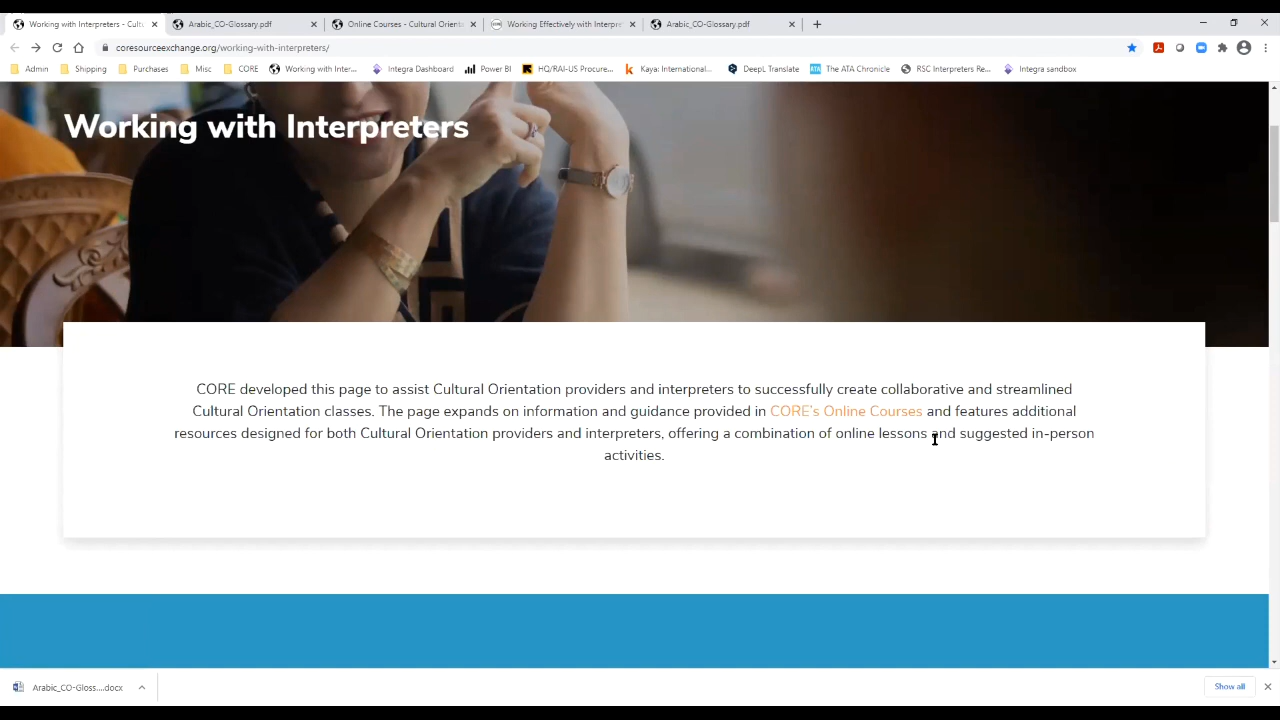 Working with Interpreters - Cultu
Arabic_CO-Glossary.pdf
Online Courses - Cultural Orienta
Working Effectively with Interpre
Arabic_CO-Glossary.pdf
coresourceexchange.org/working-with-interpreters/
Admin
Shipping
Purchases
Misc
CORE
Working with Inter...
Integra Dashboard
Power BI
HQ/RAI-US Procure...
Kayaı International...
DeepL Translate
The ATA Chronicle
RSC Interpreters Re...
Integra sandbox
Working with Interpreters
CORE developed this page to assist Cultural Orientation providers and interpreters to successfully create collaborative and streamlined
Cultural Orientation classes. The page expands on information and guidance provided in CORE's Online Courses and features additional
resources designed for both Cultural Orientation providers and interpreters, offering a combination of online lessons and suggested in-person
activities.
Arabic_CO-Gloss....docx
Show all